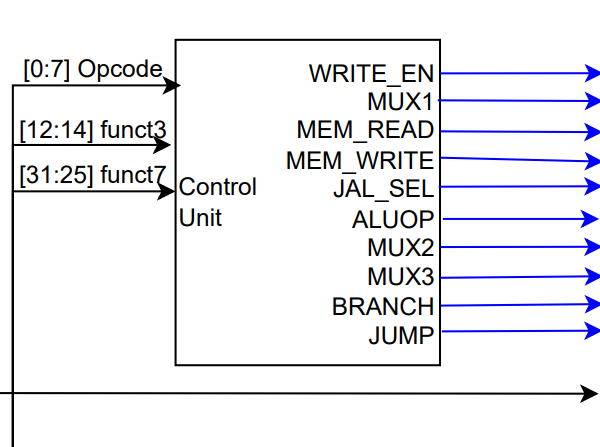 [0:7] Opcode
[12:14] funct3
[31:25] funct7
Control
Unit
WRITE_EN
MUX1
MEM_READ
MEM_WRITE
JAL_SEL
ALUOP
MUX2
MUX3
BRANCH
JUMP